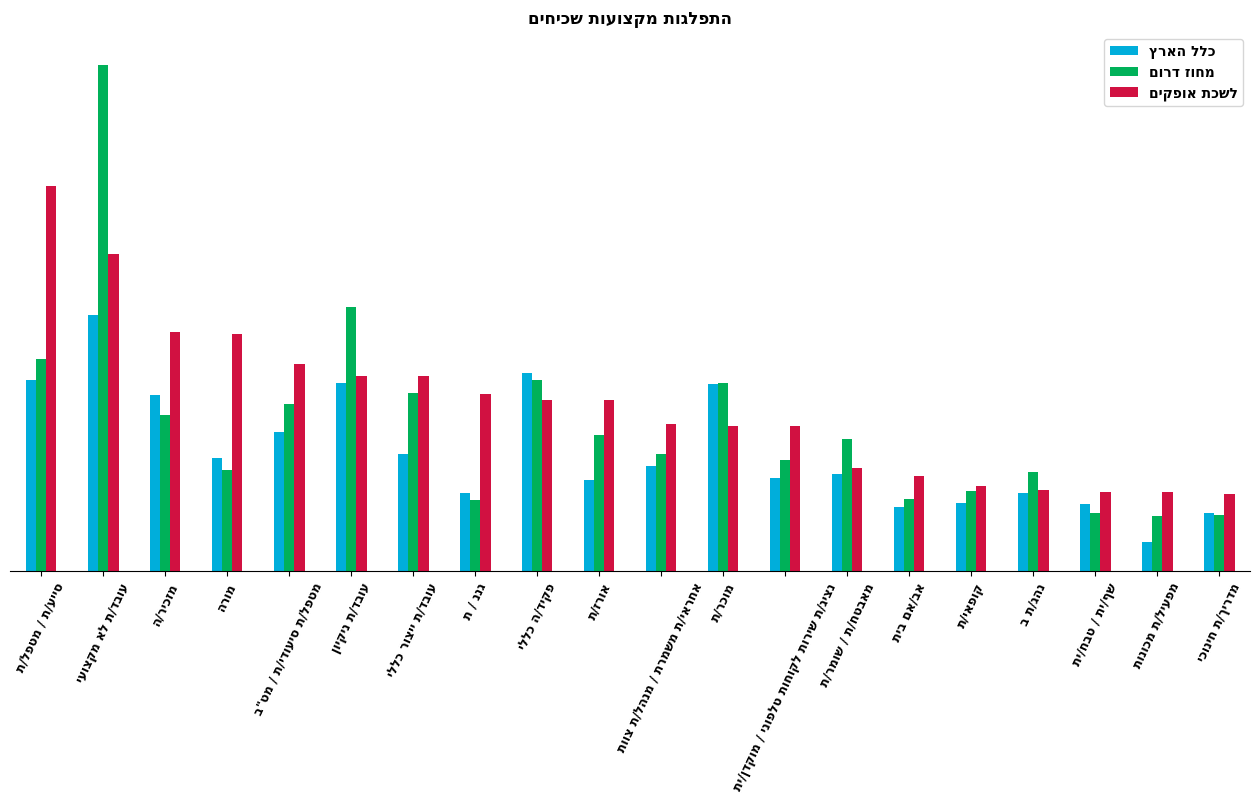 התפלגות מקצועות שכיחים
כלל הארץ
מחוז דרום
לשכת אופקים
סייע/ת / מטפל/ת
עובד/ת לא מקצועי
מזכיר/ה
מורה
מטפל/ת סיעודי/ת / מט"ב
עובד/ת ניקיון
עובד/ת ייצור כללי
גנג / ת
פקיד/ה כללי
אורז/ת
אחראי/ת משמרת / מנהל/ת צוות
מוכר/ת
נציג/ת שירות לקוחות טלפוני / מוקדן/ית
מאבטח/ת / שומר/ת
אב/אם בית
קופאי/ת
נהג/ת ב
שף/ית / טבח/ית
מפעיל/ת מכונות
מדריך/ת חינוכי